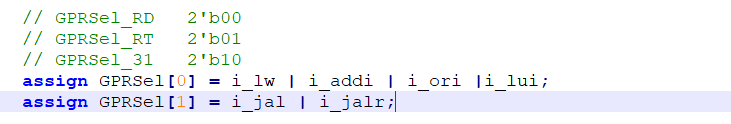 // GPRSel_RD   2'b00
// GPRSel_RT   2'b01
// GPRSel_31   2'b10
assign GPRSel[0] = i_lw | i_addi | i_ori |i_lui;
assign GPRSel[1] = i_jal | i_jalr;